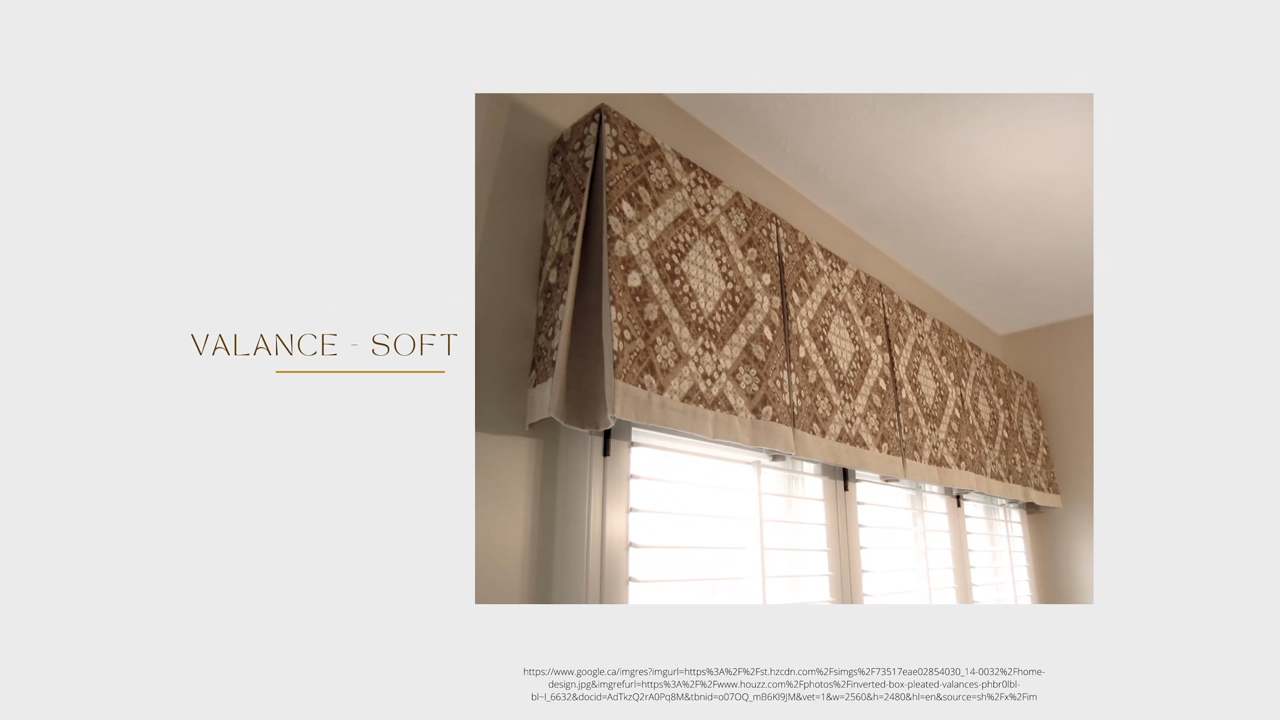 VALANCE - SOFT
https://www.google.ca/imgres?imgurl=https%3A%2F%2Fst.hzcdn.com%2Fsimgs%2F73517eae02854030_14-0032%2Fhome-
design.jpg&imgrefurl=https%3A%2F%2Fwww.houzz.com%2Fphotos%2Finverted-box-pleated-valances-phbr0lbl-
bl~l_6632&docid=AdTkzQ2rA0Pq8M&tbnid=o07OQ_mB6KI9JM&vet=1&w=2560&h=2480&hl=en&source=sh%2Fx%2Fim